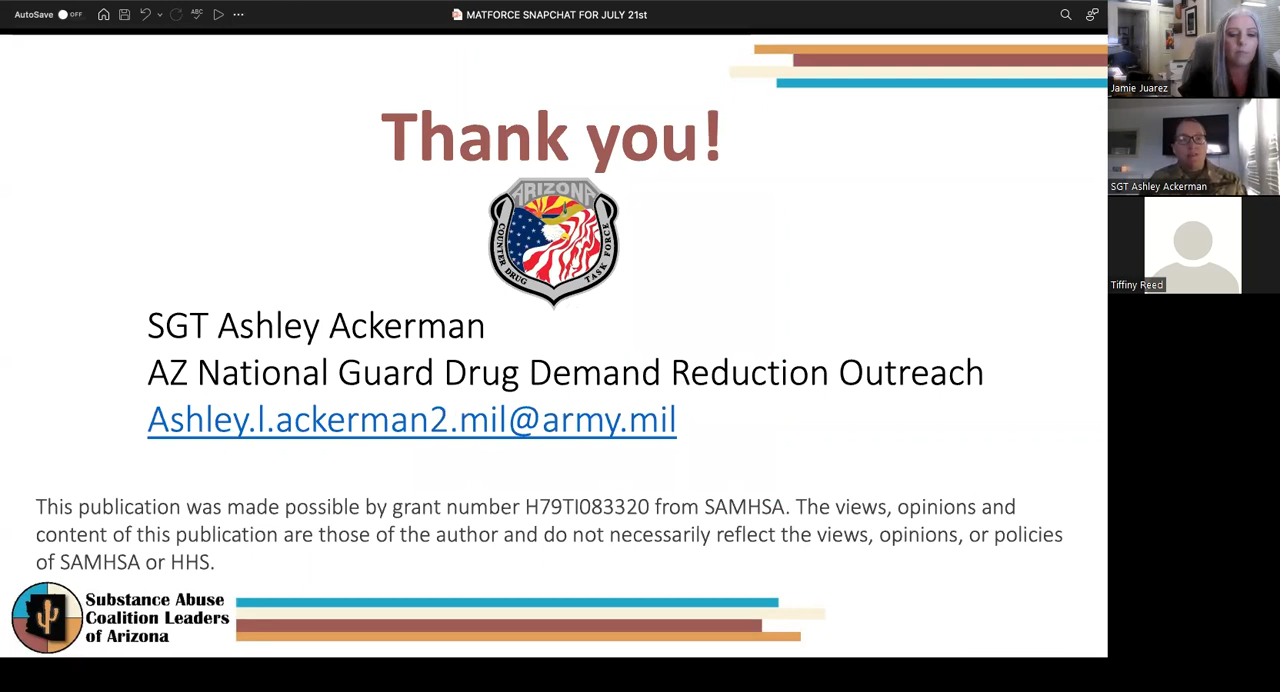 AutoSave OFF
ABC
MATFORCE SNAPCHAT FOR JULY 21st
Jamie Juarez
SGT Ashley Ackerman
Tiffiny Reed
Thank you!
ARIZONA
COUNTER DRUG TASK FORCE
SGT Ashley Ackerman
AZ National Guard Drug Demand Reduction Outreach
Ashley.l.ackerman2.mil@army.mil
This publication was made possible by grant number H79TI083320 from SAMHSA. The views, opinions and
content of this publication are those of the author and do not necessarily reflect the views, opinions, or policies
of SAMHSA or HHS.
Substance Abuse
Coalition Leaders
of Arizona